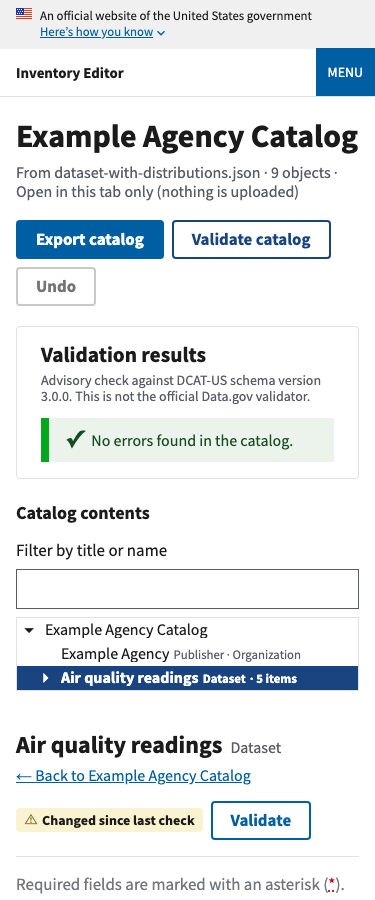 An official website of the United States government
Here's how you know
Inventory Editor
MENU
Example Agency Catalog
From dataset-with-distributions.json · 9 objects ·
Open in this tab only (nothing is uploaded)
Export catalog
Validate catalog
Undo
Validation results
Advisory check against DCAT-US schema version
3.0.0. This is not the official Data.gov validator.
No errors found in the catalog.
Catalog contents
Filter by title or name
Example Agency Catalog
Example Agency Publisher · Organization
Air quality readings Dataset · 5 items
Air quality readings Dataset
← Back to Example Agency Catalog
Changed since last check
Validate
Required fields are marked with an asterisk (*).